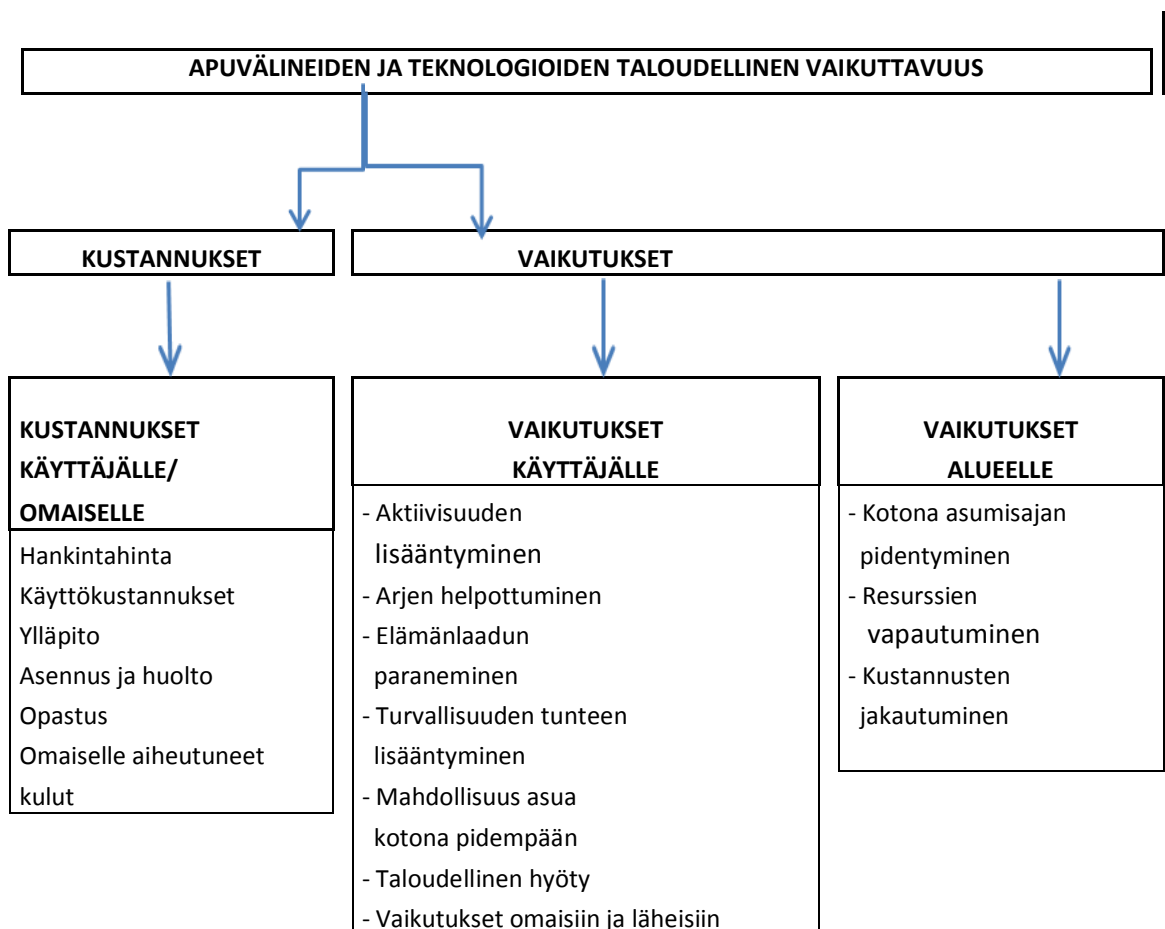 APUVÄLINEIDEN JA TEKNOLOGIOIDEN TALOUDELLINEN VAIKUTTAVUUS
KUSTANNUKSET
VAIKUTUKSET
KUSTANNUKSET
KÄYTTÄJÄLLE/
OMAISELLE
Hankintahinta
Käyttökustannukset
Ylläpito
Asennus ja huolto
Opastus
Omaiselle aiheutuneet
kulut
VAIKUTUKSET
KÄYTTÄJÄLLE
- Aktiivisuuden
lisääntyminen
- Arjen helpottuminen
- Elämänlaadun
paraneminen
- Turvallisuuden tunteen
lisääntyminen
- Mahdollisuus asua
kotona pidempään
- Taloudellinen hyöty
- Vaikutukset omaisiin ja läheisiin
VAIKUTUKSET
ALUEELLE
- Kotona asumisajan
pidentyminen
- Resurssien
vapautuminen
- Kustannusten
jakautuminen